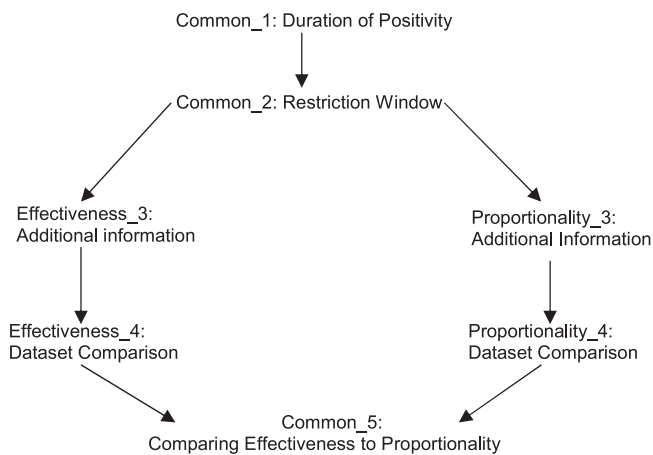 Common_1: Duration of Positivity
Common_2: Restriction Window
Effectiveness_3:
Additional information
Proportionality_3:
Additional Information
Effectiveness_4:
Dataset Comparison
Proportionality_4:
Dataset Comparison
Common_5:
Comparing Effectiveness to Proportionality